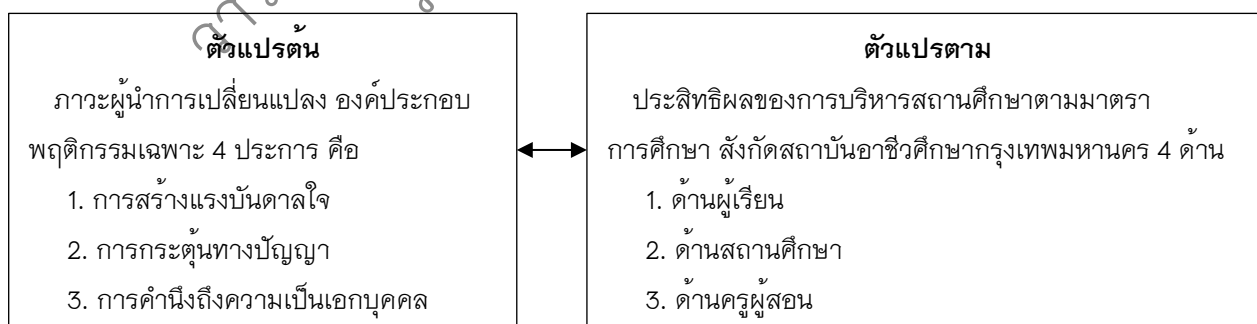 ตัวแปรต้น
ภาวะผู้นำการเปลี่ยนแปลง องค์ประกอบ
พฤติกรรมเฉพาะ 4 ประการ คือ
1. การสร้างแรงบันดาลใจ
2. การกระตุ้นทางปัญญา
3. การคำนึงถึงความเป็นเอกบุคคล
ตัวแปรตาม
ประสิทธิผลของการบริหารสถานศึกษาตามมาตรา
การศึกษา สังกัดสถาบันอาชีวศึกษากรุงเทพมหานคร 4 ด้าน
1. ด้านผู้เรียน
2. ด้านสถานศึกษา
3. ด้านครูผู้สอน